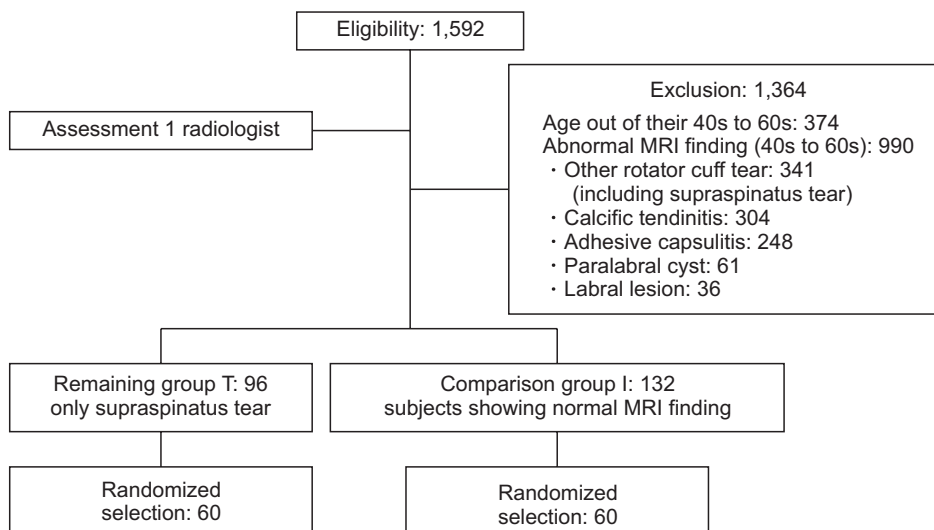 Eligibility: 1,592
Assessment 1 radiologist
Exclusion: 1,364
Age out of their 40s to 60s: 374
Abnormal MRI finding (40s to 60s): 990
· Other rotator cuff tear: 341
(including supraspinatus tear)
· Calcific tendinitis: 304
· Adhesive capsulitis: 248
· Paralabral cyst: 61
· Labral lesion: 36
Remaining group T: 96
only supraspinatus tear
Comparison group I: 132
subjects showing normal MRI finding
Randomized
selection: 60
Randomized
selection: 60